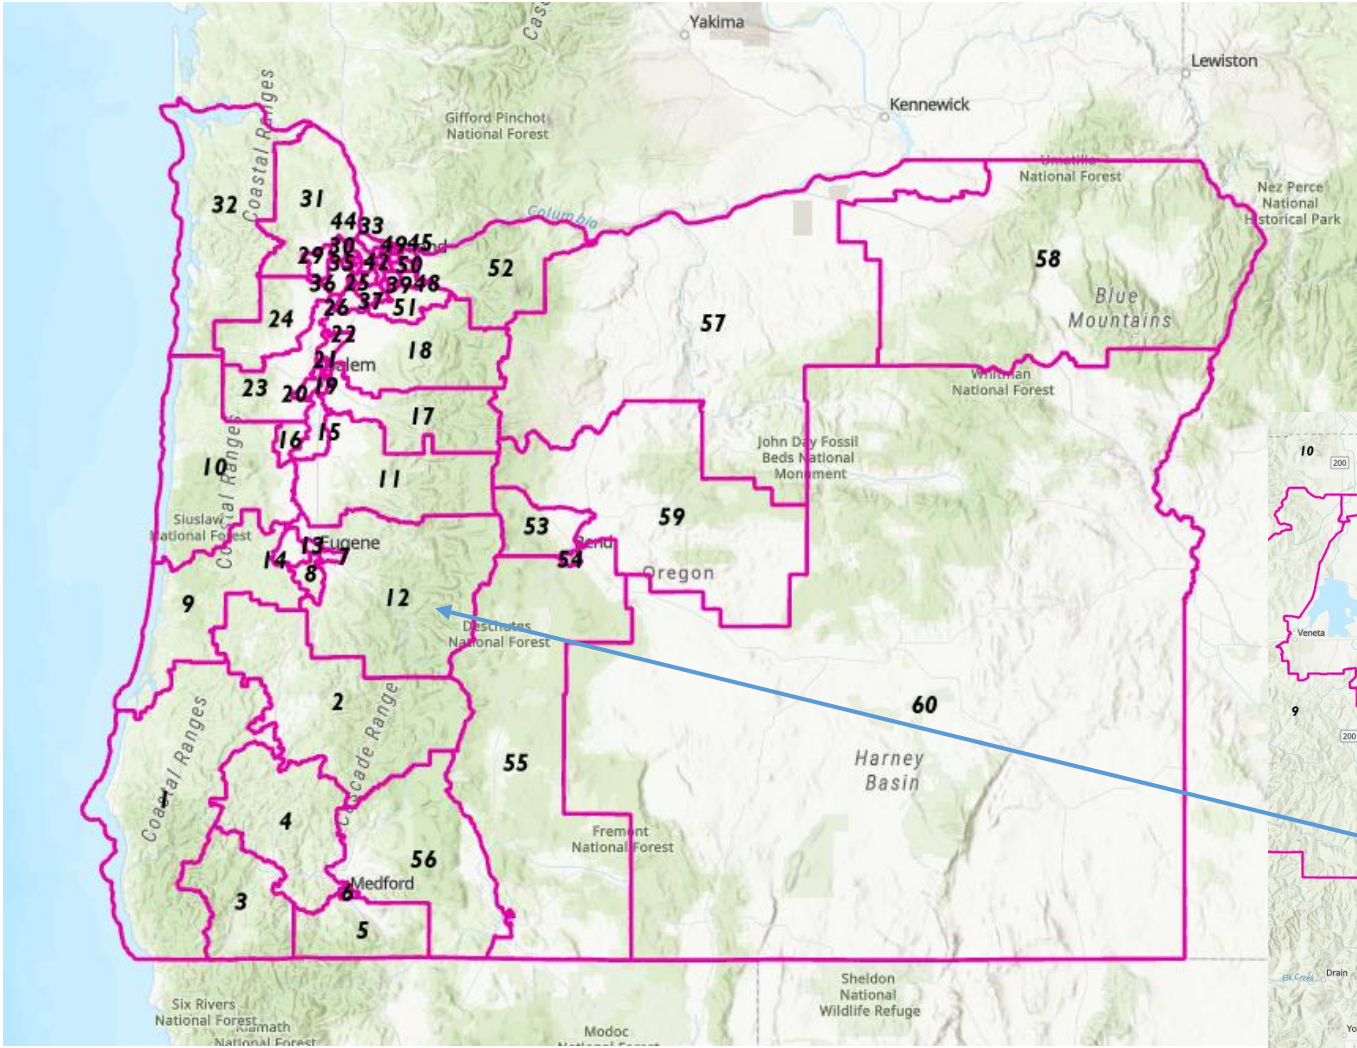 Yakima
Lewiston
Kennewick
Gifford Pinchot
National Forest
Coastal Ranges
Umatilla
National Forest
Nez Perce
National
Historical Park
32
31
44
33
Columbia
30
49
45
29
35
42
50
52
58
36
25
39
48
26
37
51
Blue
Mountains
24
57
22
18
21
19
23
20
Whitman
National Forest
17
16
15
John Day Fossil
Beds National
Monument
10
Coastal Ranges
11
10
200
Siuslaw
National Forest
53
59
13
Eugene
7
14
Bend
54
8
Oregon
9
12
Deschutes
National Forest
Veneta
2
60
9
200
Coastal Ranges
Cascade Range
55
Harney
Basin
4
Fremont
National Forest
56
6
Medford
3
5
Sheldon
National
Wildlife Refuge
Elk Creek
Drain
Six Rivers
National Forest
Klamath
National Forest
Modoc
National Forest